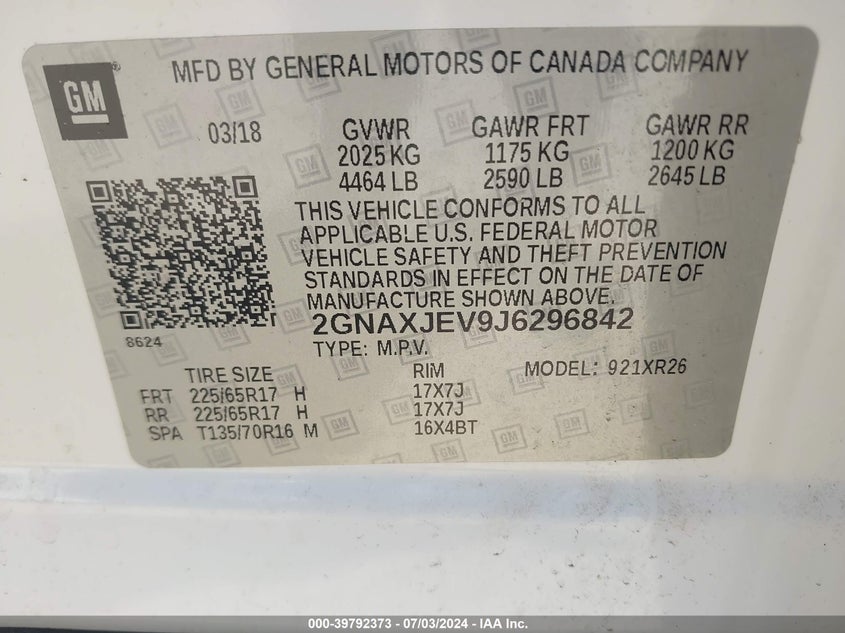 MFD BY GENERAL MOTORS OF CANADA COMPANY
GM®
03/18 GVWR GAWR FRT GAWR RR
2025 KG 1175 KG 1200 KG
4464 LB 2590 LB 2645 LB
THIS VEHICLE CONFORMS TO ALL
APPLICABLE U.S. FEDERAL MOTOR
VEHICLE SAFETY AND THEFT PREVENTION
STANDARDS IN EFFECT ON THE DATE OF
MANUFACTURE SHOWN ABOVE.
2GNAXJEV9J6296842
8624
TYPE: M.P.V.
TIRE SIZE RIM MODEL: 921XR26
FRT 225/65R17 H 17X7J
RR 225/65R17 H 17X7J
SPA T135/70R16 M 16X4BT
000-39792373 - 07/03/2024 - IAA Inc.